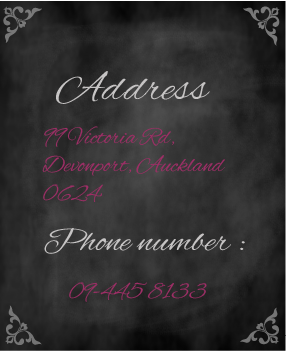 Address
99 Victoria Rd,
Devonport, Auckland
0624
Phone number :
09-445 8133